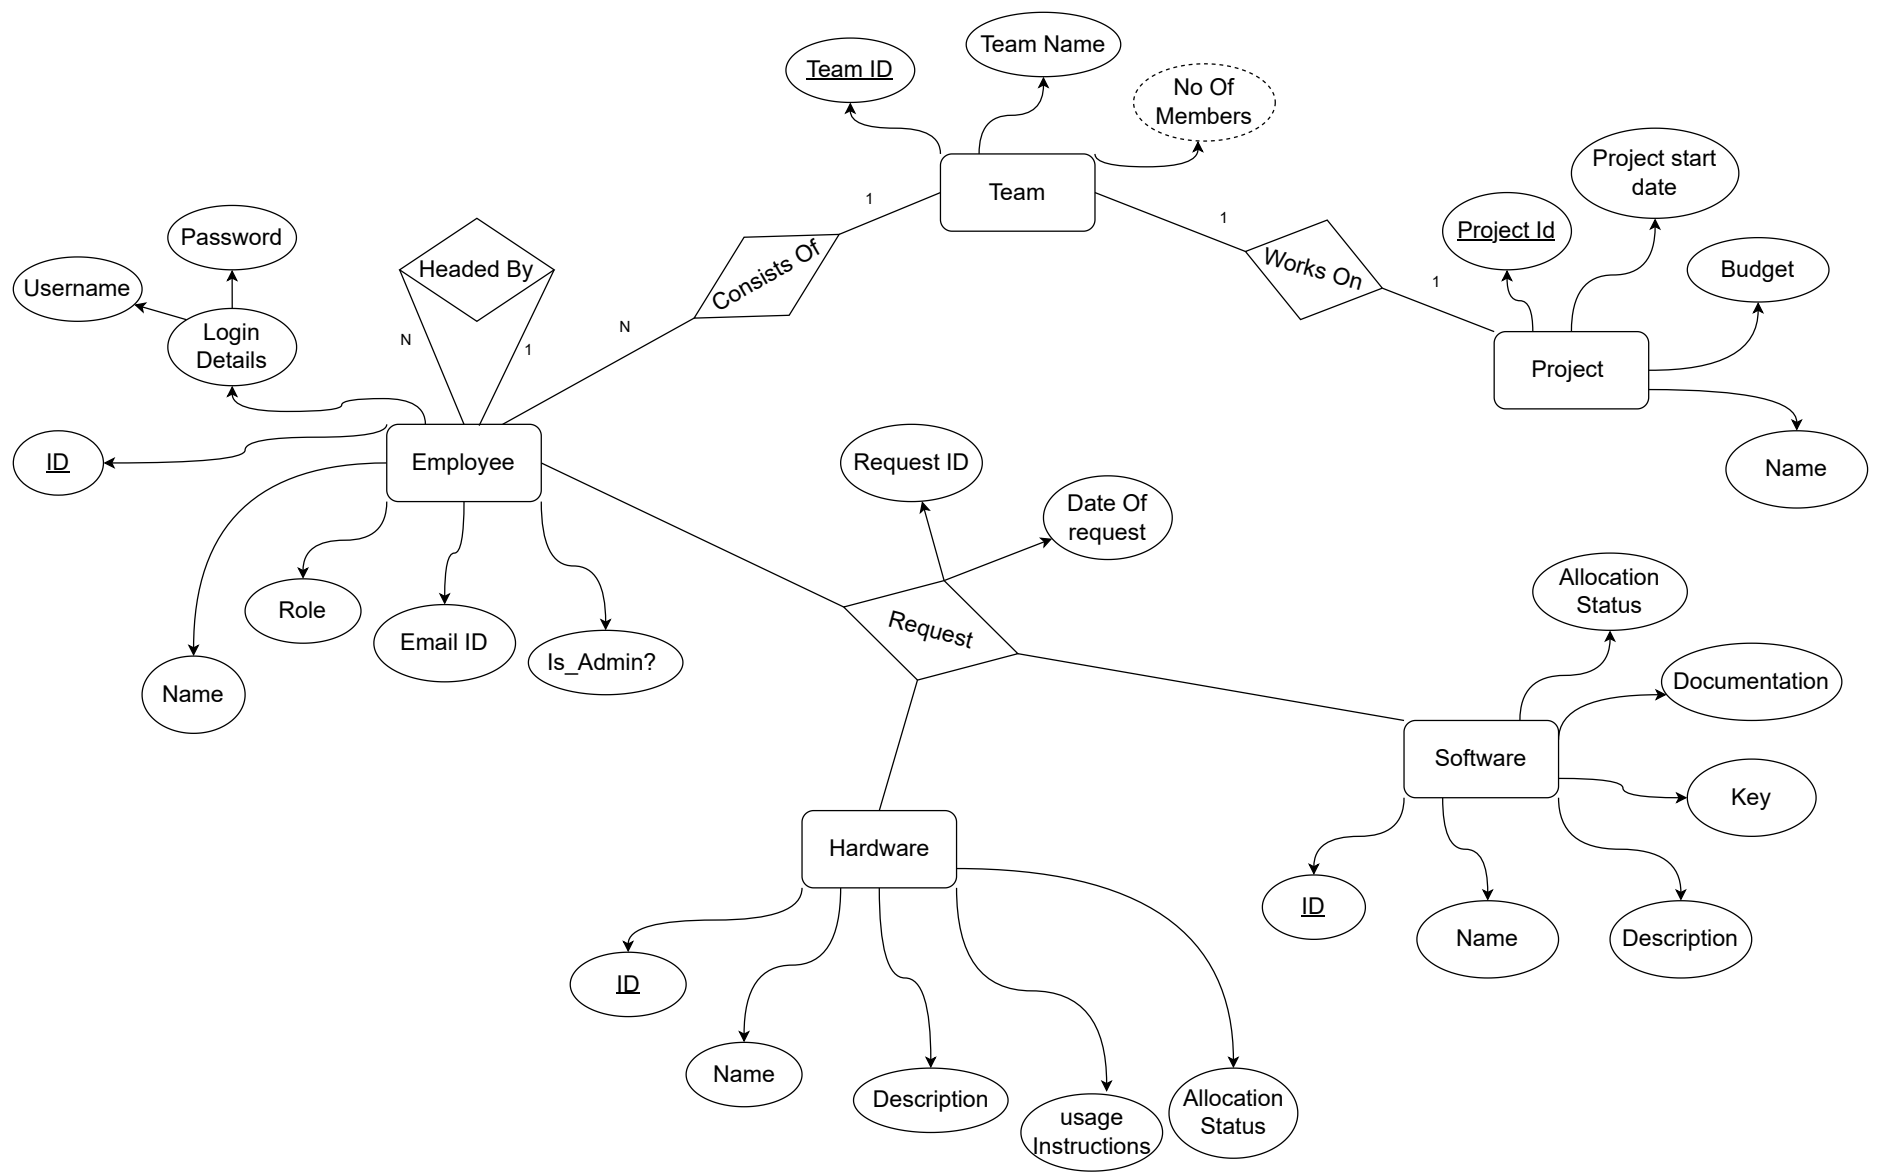 Team Name
Team ID
No Of
Members
Team
Project start
date
Project Id
Budget
Project
Name
1
1
1
Works On
Consists Of
N
Password
Username
Login
Details
Headed By
N
1
ID
Employee
Name
Role
Email ID
Is_Admin?
Request ID
Date Of
request
Request
Allocation
Status
Documentation
Software
Key
ID
Name
Description
Hardware
ID
Name
Description
usage
Instructions
Allocation
Status